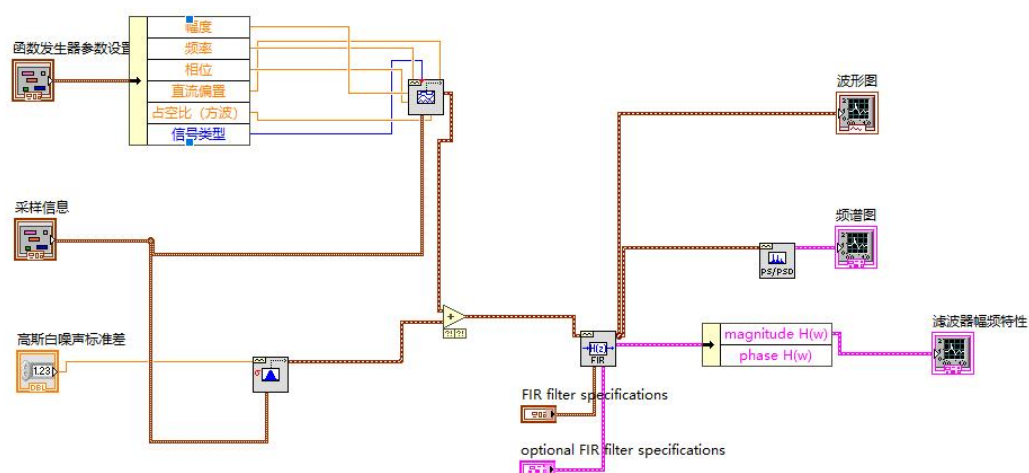 函数发生器参数设置
幅度
频率
相位
直流偏置
占空比（方波）
信号类型
波形图
采样信息
频谱图
PS/PSD
高斯白噪声标准差
1.23
DBL
σ
+
?! ?!
H(z)
FIR
magnitude H(w)
phase H(w)
滤波器幅频特性
FIR filter specifications
optional FIR filter specifications